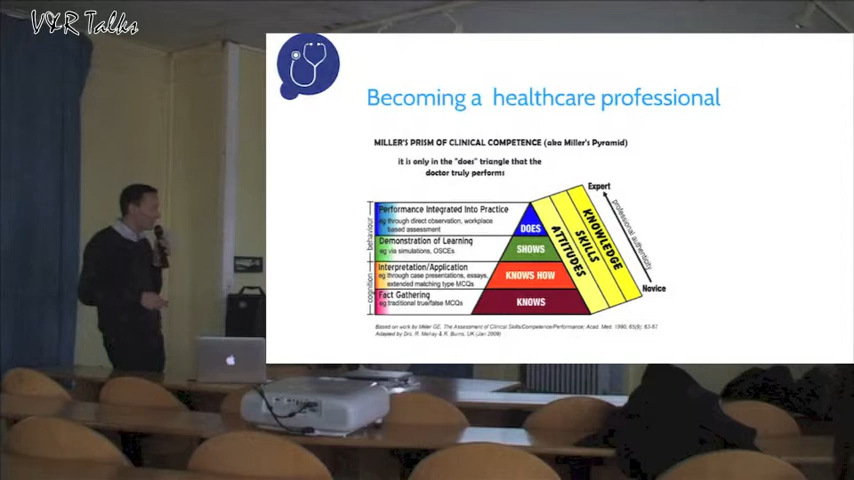 V&R Talks
Becoming a healthcare professional
MILLER'S PRISM OF CLINICAL COMPETENCE (aka Miller's Pyramid)
it is only in the "does" triangle that the
doctor truly performs
Performance Integrated Into Practice
eg through direct observation, workplace
based assessment
Demonstration of Learning
eg via simulations, OSCEs
Interpretation/Application
eg through case presentations, essays,
extended matching type MCQs
Fact Gathering
eg traditional true/false MCQs
behaviour
cognition
DOES
SHOWS
KNOWS HOW
KNOWS
ATTITUDES
SKILLS
KNOWLEDGE
Expert
professional authenticity
Novice
Based on work by Miller GE, The Assessment of Clinical Skills/Competence/Performance; Acad. Med. 1990; 65(9); 63-67
Adapted by Drs. R. Mehay & R. Burns, UK (Jan 2009)